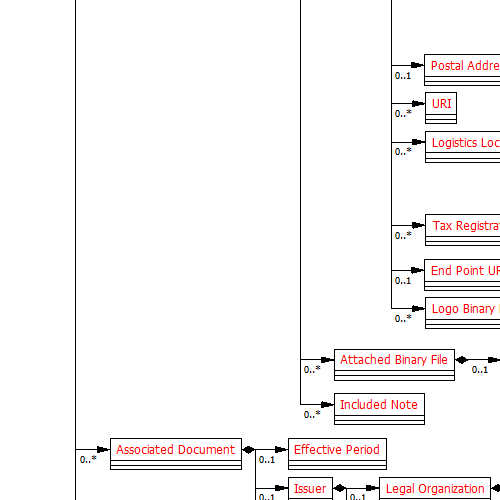 Postal Addre
0..1
URI
0..*
Logistics Loc
0..*
Tax Registra
0..*
End Point UR
0..1
Logo Binary
0..*
Attached Binary File
0..*
0..1
Included Note
0..*
Associated Document
0..*
Effective Period
0..1
Issuer
0..1
Legal Organization
0..1